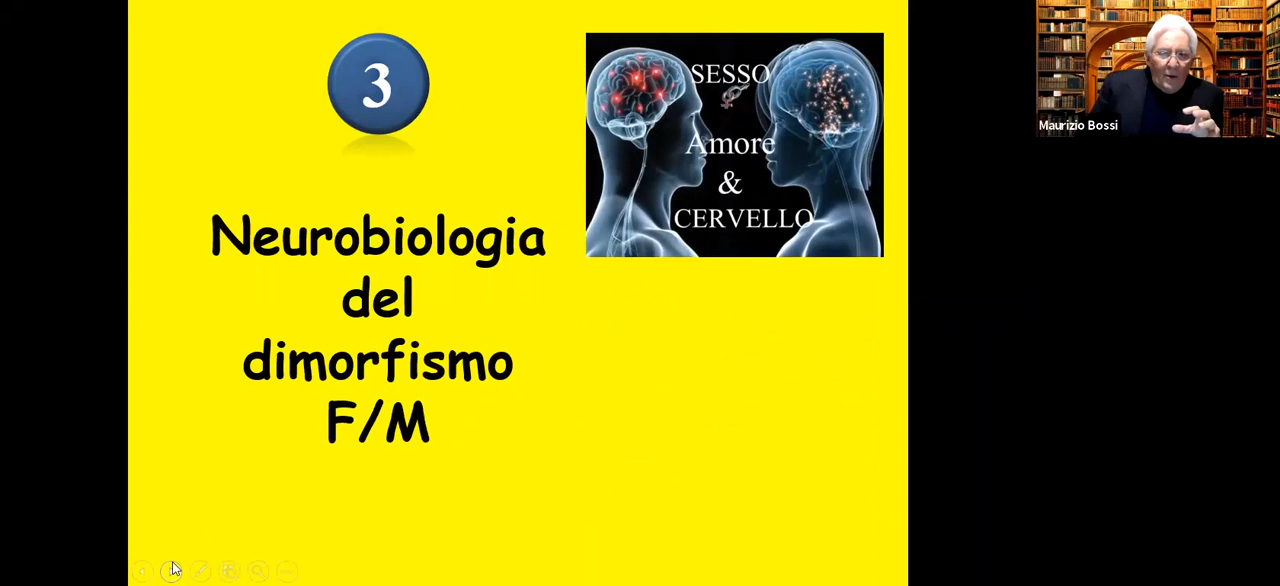 3
Neurobiologia
del
dimorfismo
F/M
SESSO
Amore
&
CERVELLO
Maurizio Bossi